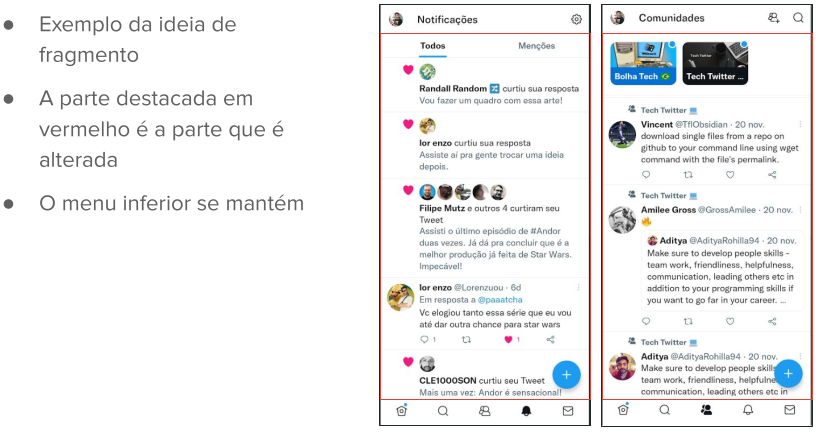 ● Exemplo da ideia de
fragmento
● A parte destacada em
vermelho é a parte que é
alterada
● O menu inferior se mantém
Notificações
Todos Menções
Randall Random 🔀 curtiu sua resposta
Vou fazer um quadro com essa arte!
lor enzo curtiu sua resposta
Assiste aí pra gente trocar uma ideia
depois.
Filipe Mutz e outros 4 curtiram seu
Tweet
Assisti o último episódio de #Andor
duas vezes. Já dá pra concluir que é a
melhor produção já feita de Star Wars.
Impecável!
lor enzo @Lorenzuou · 6d
Em resposta a @paaatcha
Vc elogiou tanto essa série que eu vou
até dar outra chance para star wars
1 1
CLE1000SON curtiu seu Tweet
Mais uma vez: Andor é sensacional!
Comunidades
Bolha Tech 🇧🇷 Tech Twitter ...
Tech Twitter 💻
Vincent @TflObsidian · 20 nov.
download single files from a repo on
github to your command line using wget
command with the file's permalink.
Tech Twitter 💻
Amilee Gross @GrossAmilee · 20 nov.
🔥
Aditya @AdityaRohilla94 · 20 nov.
Make sure to develop people skills -
team work, friendliness, helpfulness,
communication, leading others etc in
addition to your programming skills if
you want to go far in your career. ...
Tech Twitter 💻
Aditya @AdityaRohilla94 · 20 nov.
Make sure to develop people skills
team work, friendliness, helpfulne
communication, leading others etc in